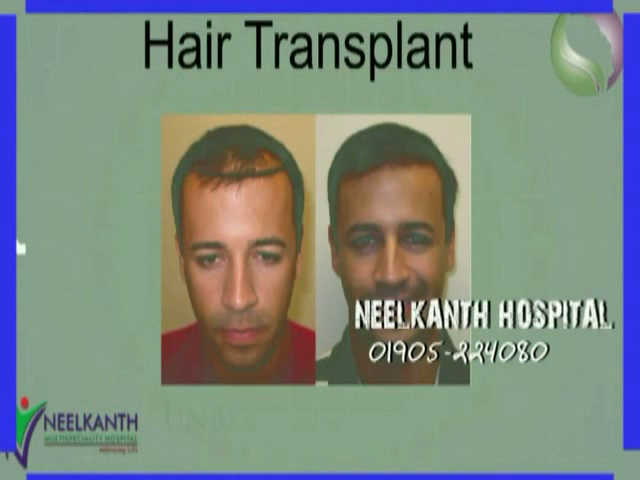 Hair Transplant
NEELKANTH HOSPITAL
01905-224080
NEELKANTH
MULTISPECIALITY HOSPITAL